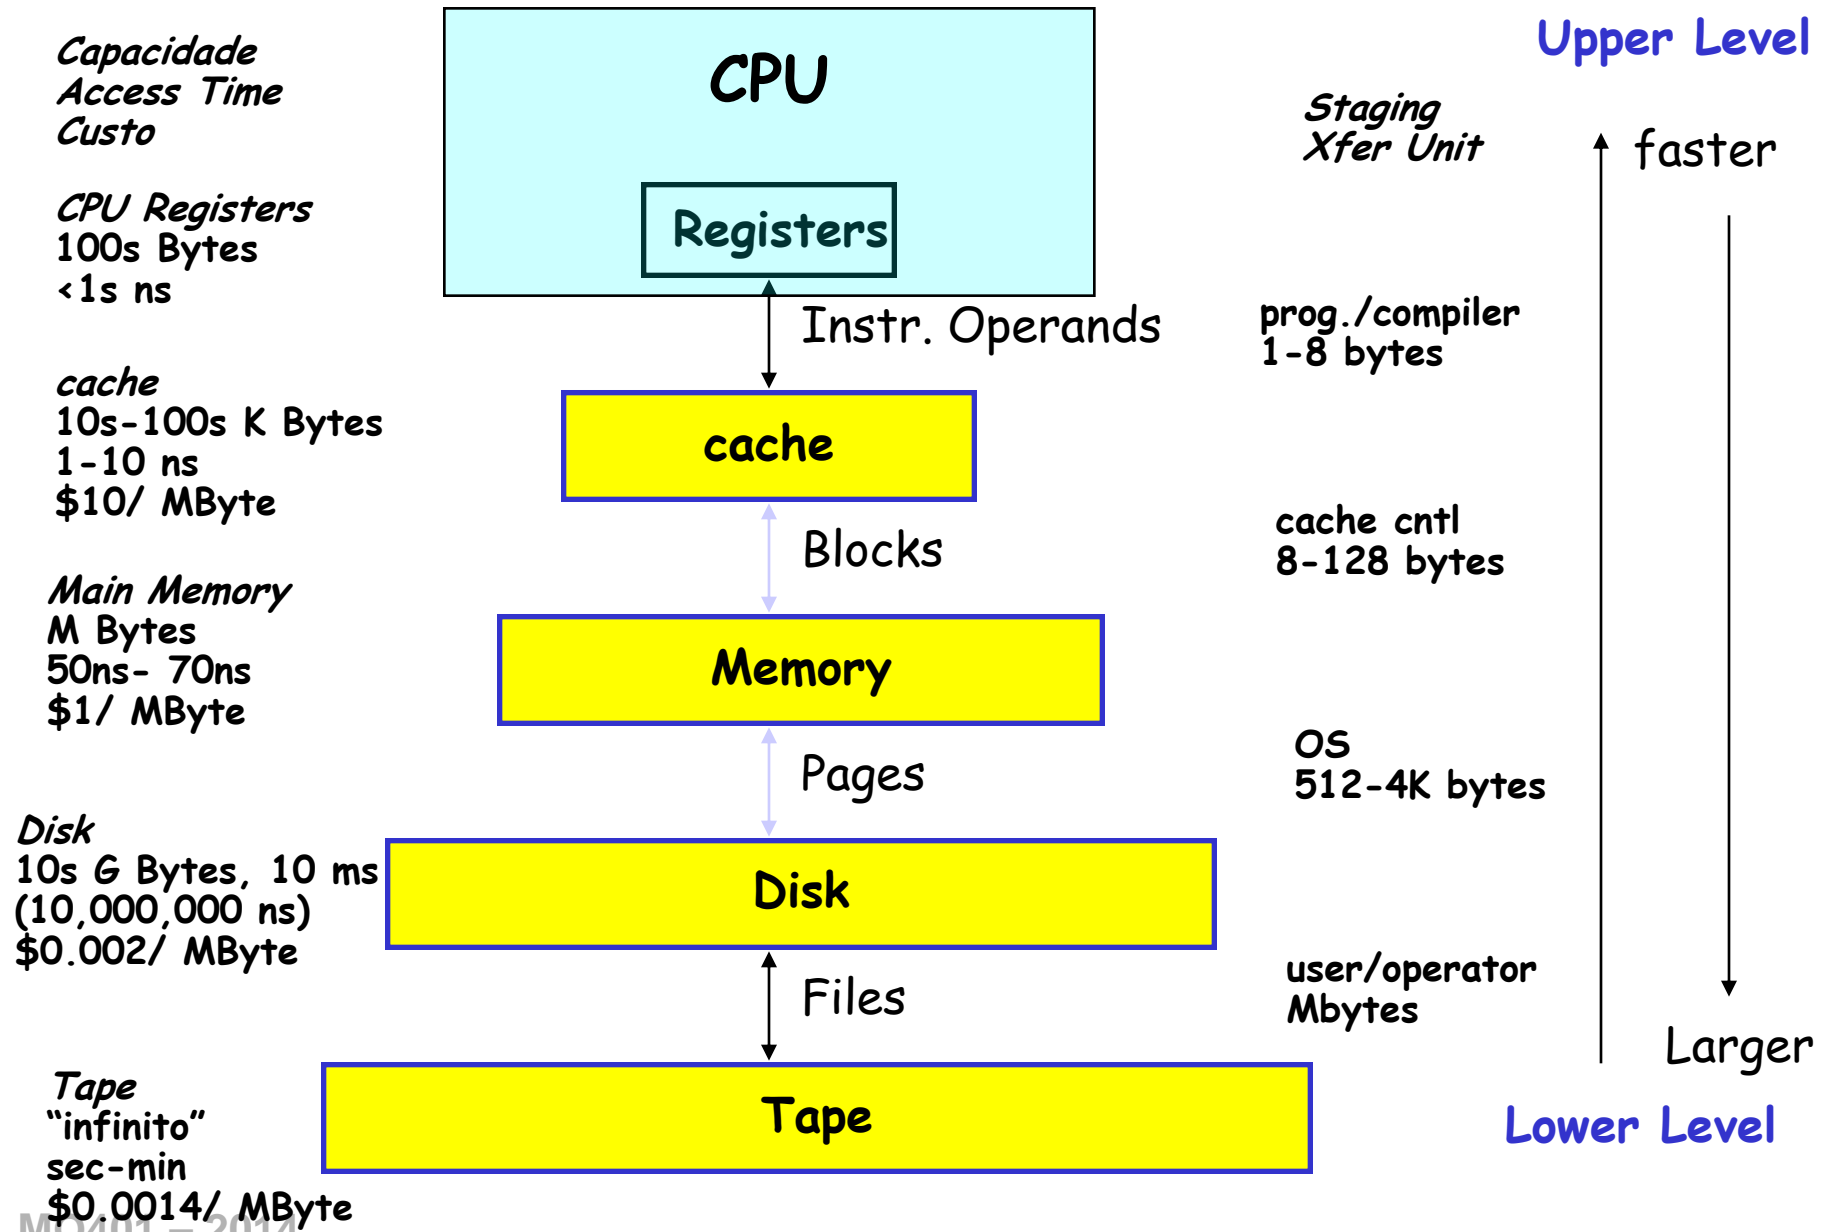 Capacidade
Access Time
Custo
CPU Registers
100s Bytes
<1s ns
cache
10s-100s K Bytes
1-10 ns
$10/ MByte
Main Memory
M Bytes
50ns- 70ns
$1/ MByte
Disk
10s G Bytes, 10 ms
(10,000,000 ns)
$0.002/ MByte
Tape
“infinito”
sec-min
$0.0014/ MByte
CPU
Registers
Instr. Operands
cache
Blocks
Memory
Pages
Disk
Files
Tape
Staging
Xfer Unit
prog./compiler
1-8 bytes
cache cntl
8-128 bytes
OS
512-4K bytes
user/operator
Mbytes
Upper Level
faster
Larger
Lower Level
– 2014